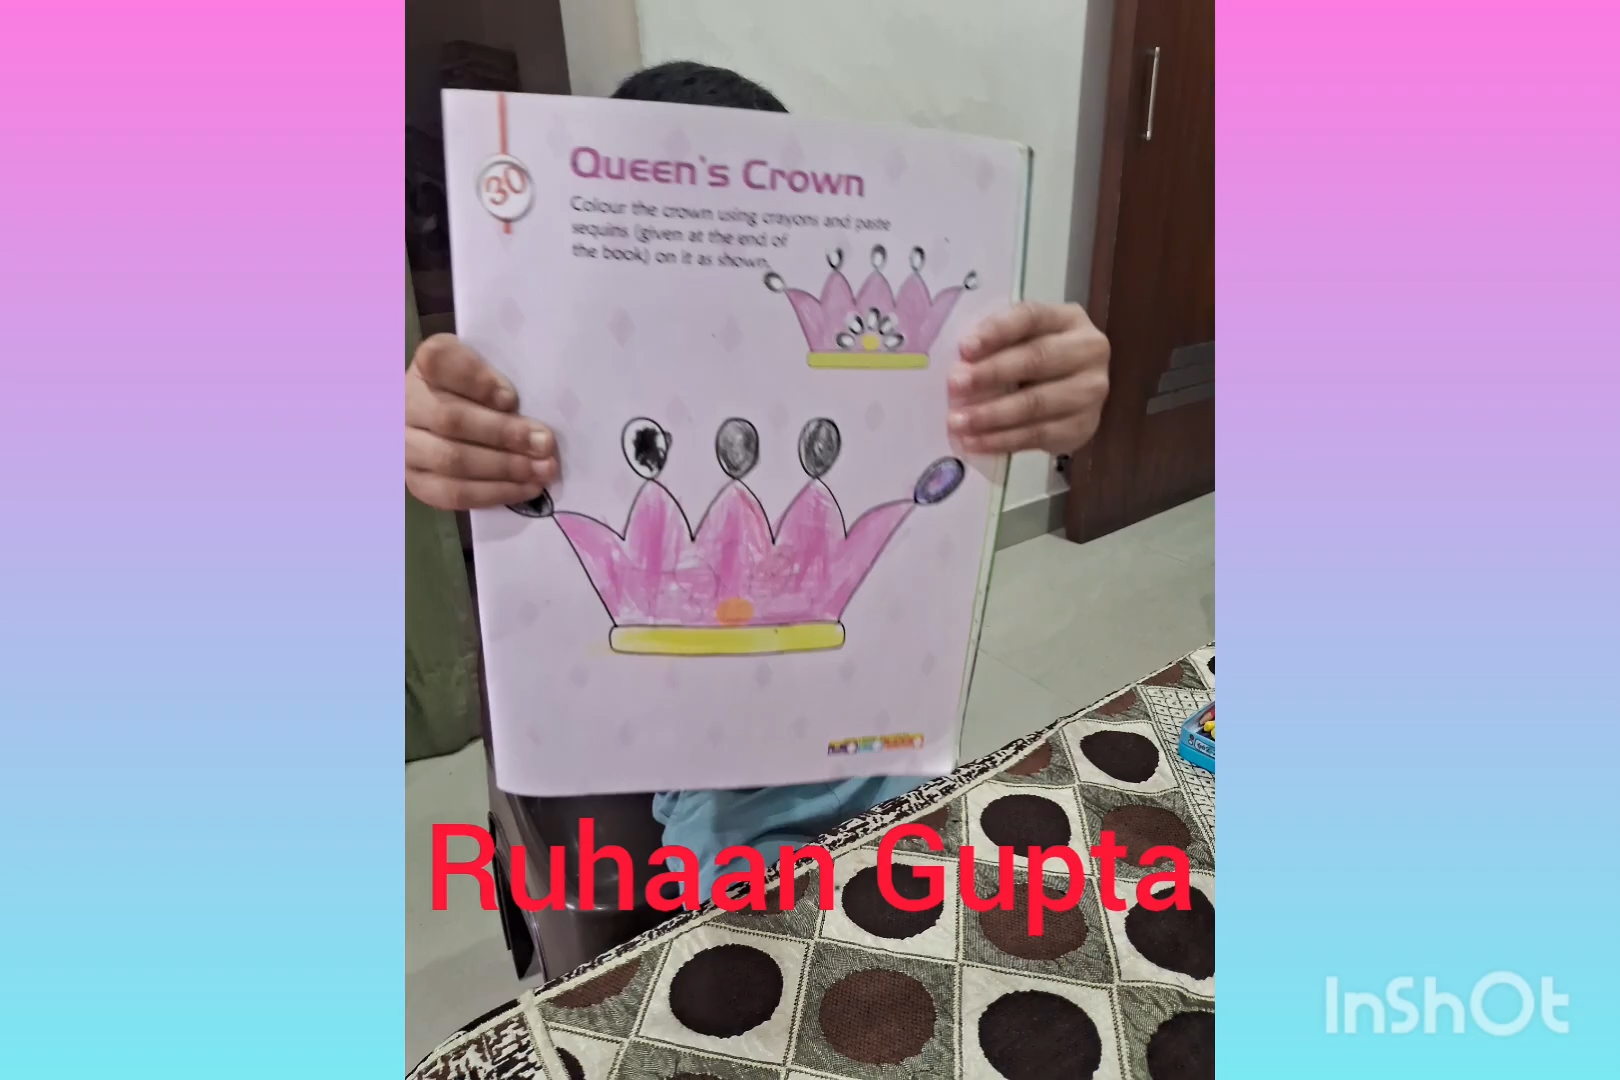 30
Queen's Crown
Colour the crown using crayons and paste
sequins (given at the end of
the book) on it as shown.
Ruhaan Gupta
InShOt